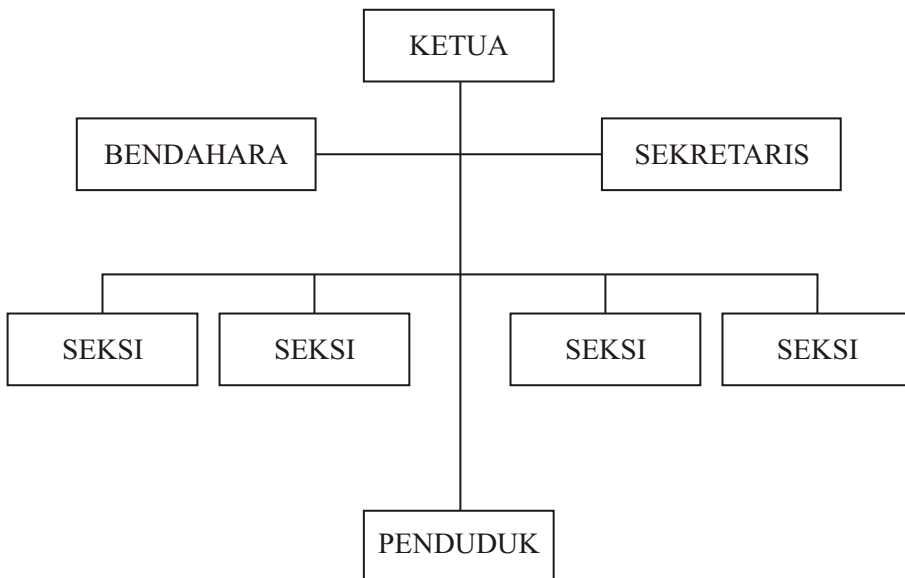 KETUA
BENDAHARA
SEKRETARIS
SEKSI
SEKSI
SEKSI
SEKSI
PENDUDUK